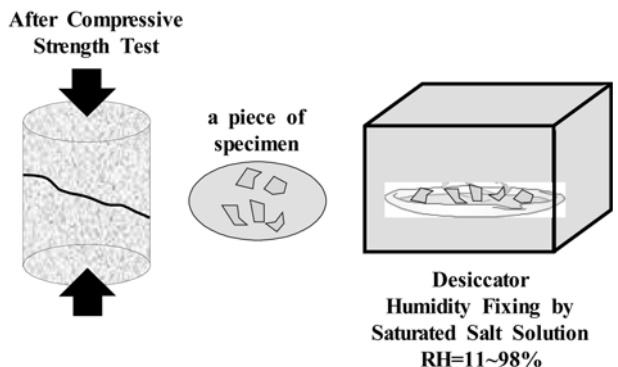 After Compressive
Strength Test
a piece of
specimen
Desiccator
Humidity Fixing by
Saturated Salt Solution
RH=11~98%